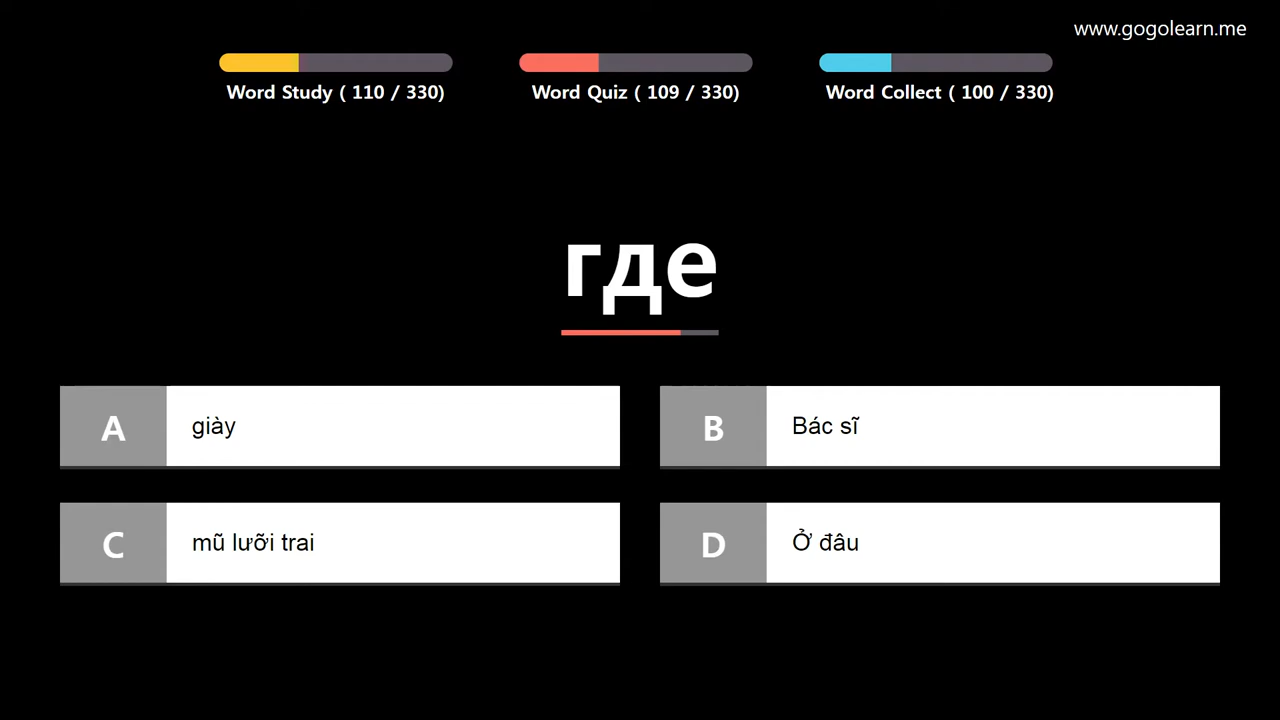 www.gogolearn.me
Word Study ( 110 / 330)
Word Quiz ( 109 / 330)
Word Collect ( 100 / 330)
где
A giày
B Bác sĩ
C mũ lưỡi trai
D Ở đâu